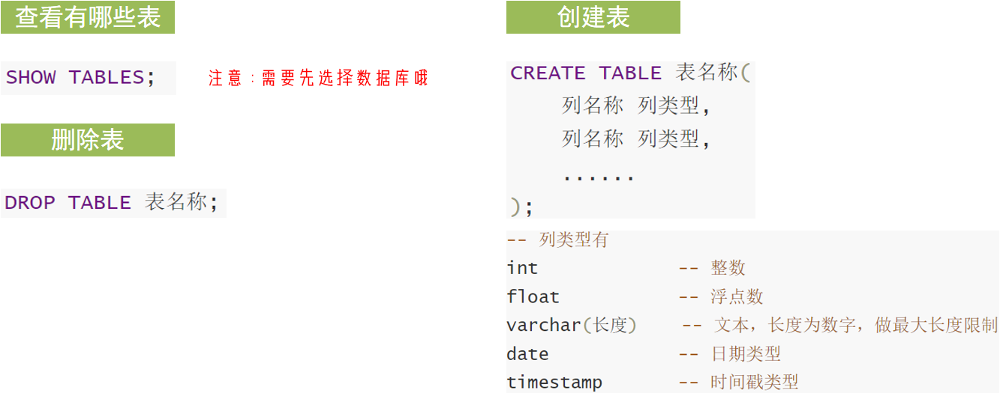 查看有哪些表
SHOW TABLES;
注意：需要先选择数据库哦
删除表
DROP TABLE 表名称;
创建表
CREATE TABLE 表名称(
列名称 列类型,
列名称 列类型,
......
);
-- 列类型有
int -- 整数
float -- 浮点数
varchar(长度) -- 文本，长度为数字，做最大长度限制
date -- 日期类型
timestamp -- 时间戳类型